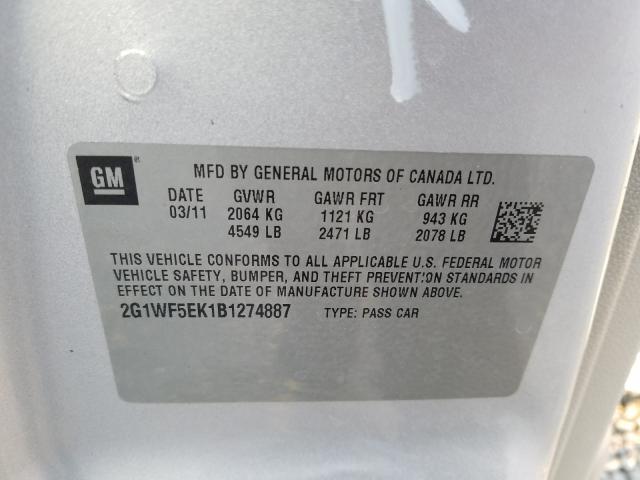 GM
MFD BY GENERAL MOTORS OF CANADA LTD.
DATE GVWR GAWR FRT GAWR RR
03/11 2064 KG 1121 KG 943 KG
4549 LB 2471 LB 2078 LB
THIS VEHICLE CONFORMS TO ALL APPLICABLE U.S. FEDERAL MOTOR
VEHICLE SAFETY, BUMPER, AND THEFT PREVENTION STANDARDS IN
EFFECT ON THE DATE OF MANUFACTURE SHOWN ABOVE.
2G1WF5EK1B1274887 TYPE: PASS CAR